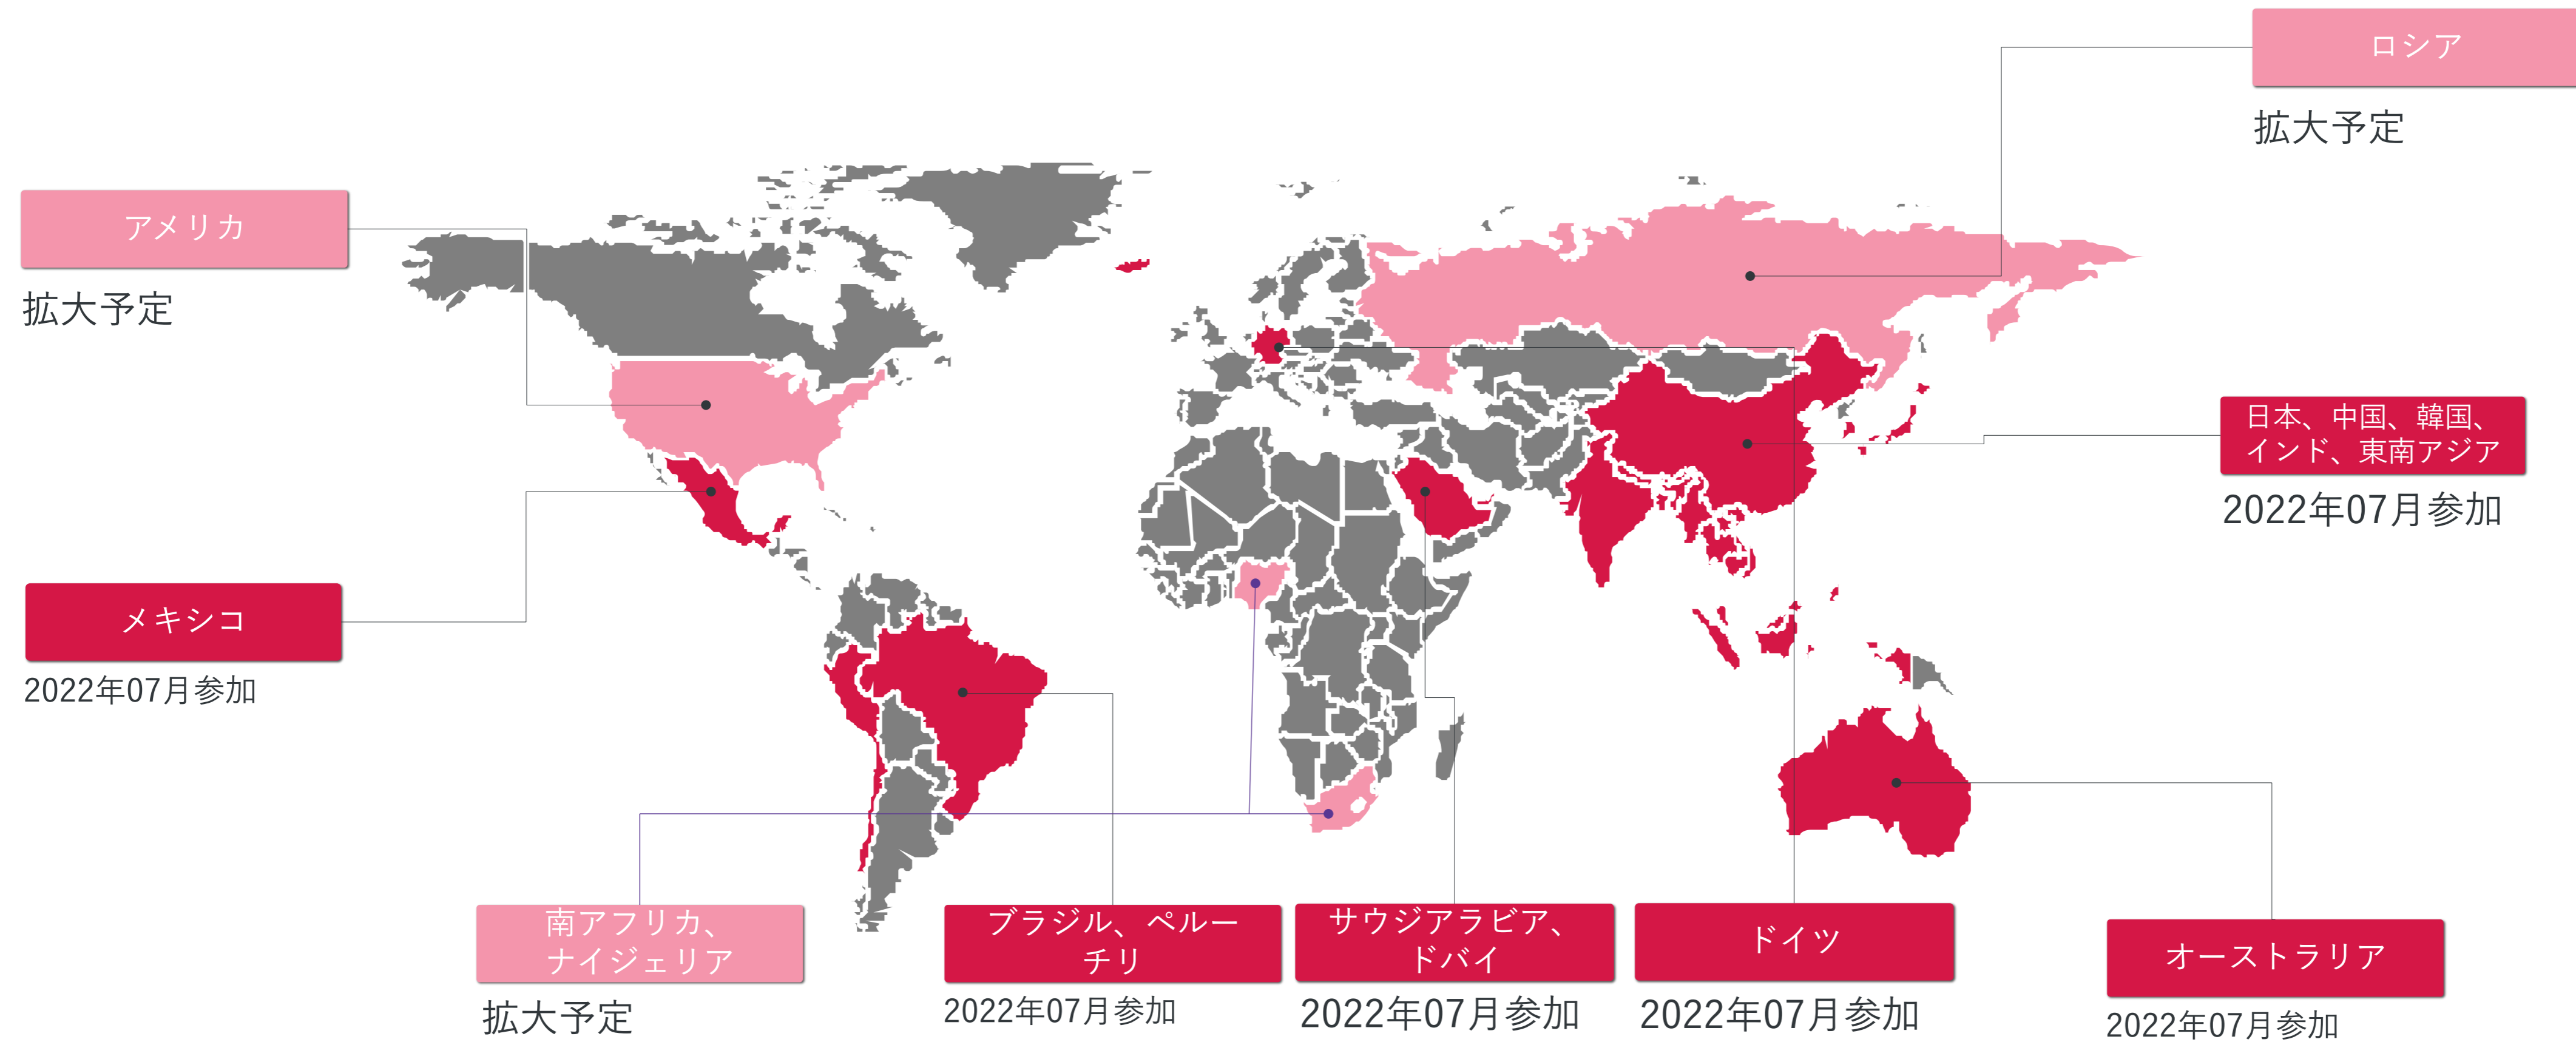 ロシア
拡大予定
アメリカ
拡大予定
日本、中国、韓国、
インド、東南アジア
2022年07月参加
メキシコ
2022年07月参加
南アフリカ、
ナイジェリア
拡大予定
ブラジル、ペルー
チリ
2022年07月参加
サウジアラビア、
ドバイ
2022年07月参加
ドイツ
2022年07月参加
オーストラリア
2022年07月参加